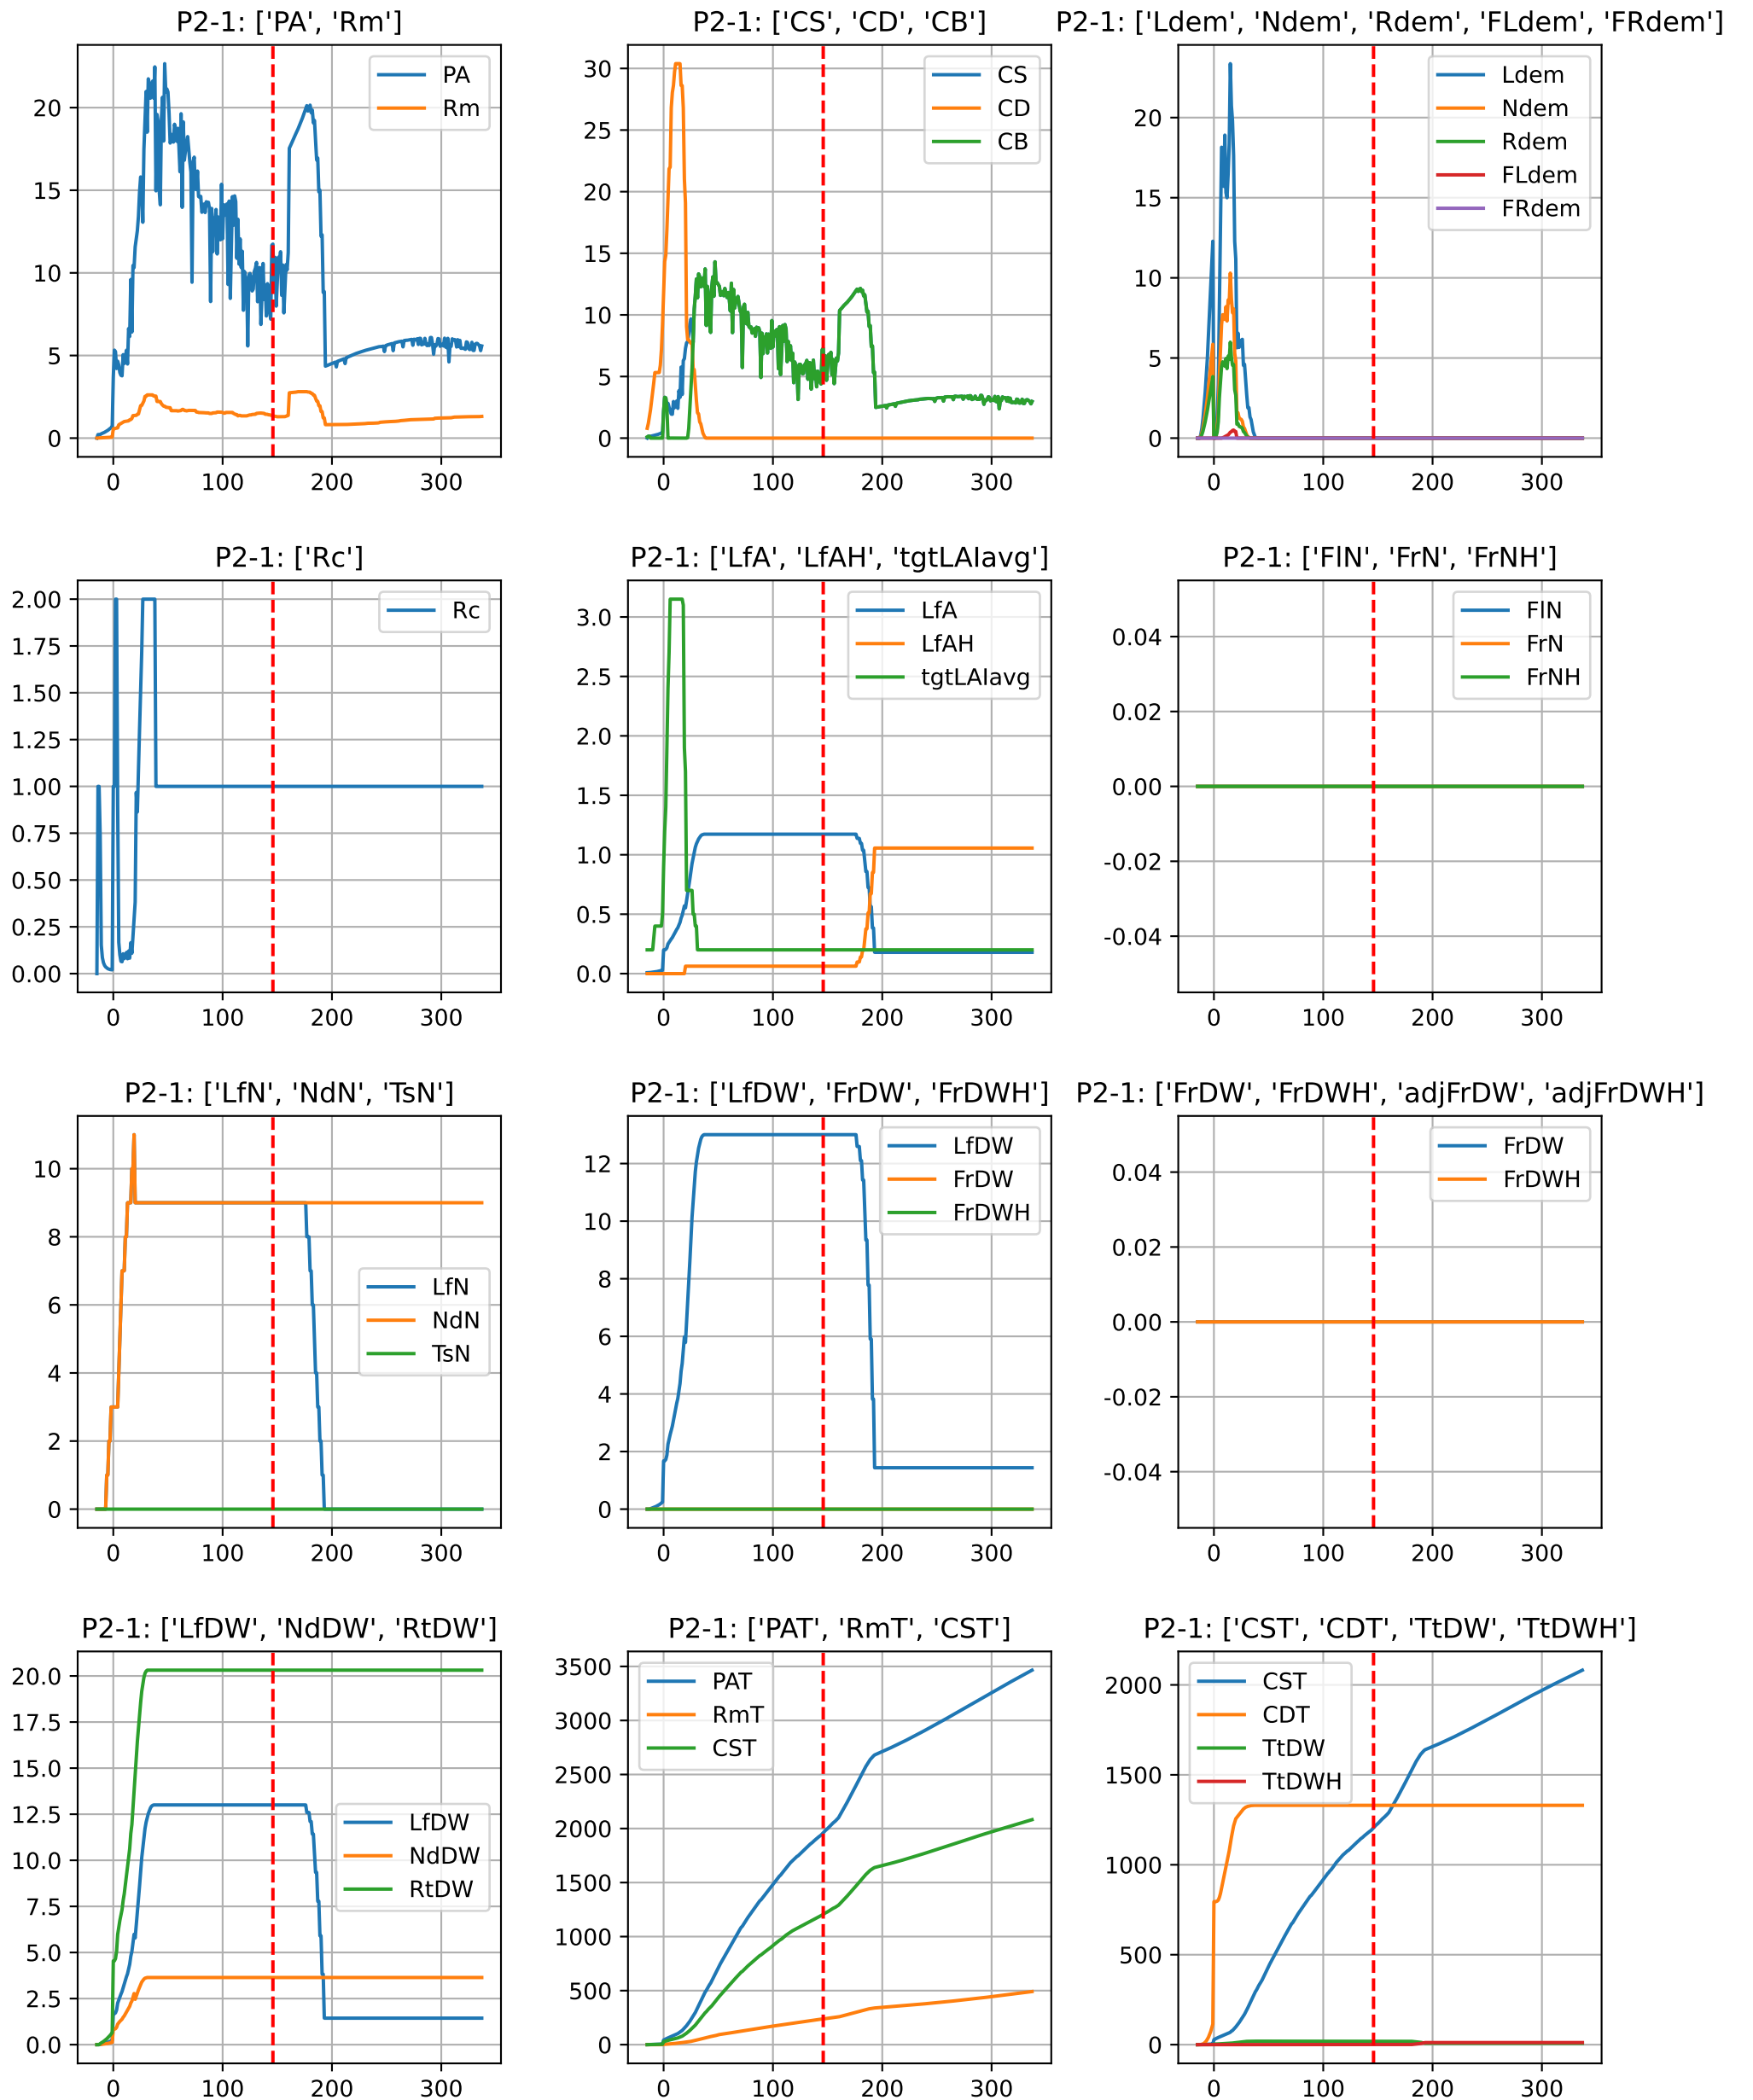 P2-1: ['PA', 'Rm']
20
15
10
5
0
0 100 200 300
PA
Rm
P2-1: ['CS', 'CD', 'CB']
30
25
20
15
10
5
0
0 100 200 300
CS
CD
CB
P2-1: ['Ldem', 'Ndem', 'Rdem', 'FLdem', 'FRdem']
20
15
10
5
0
0 100 200 300
Ldem
Ndem
Rdem
FLdem
FRdem
P2-1: ['Rc']
2.00
1.75
1.50
1.25
1.00
0.75
0.50
0.25
0.00
0 100 200 300
Rc
P2-1: ['LfA', 'LfAH', 'tgtLAIavg']
3.0
2.5
2.0
1.5
1.0
0.5
0.0
0 100 200 300
LfA
LfAH
tgtLAIavg
P2-1: ['FlN', 'FrN', 'FrNH']
0.04
0.02
0.00
-0.02
-0.04
0 100 200 300
FlN
FrN
FrNH
P2-1: ['LfN', 'NdN', 'TsN']
10
8
6
4
2
0
0 100 200 300
LfN
NdN
TsN
P2-1: ['LfDW', 'FrDW', 'FrDWH']
12
10
8
6
4
2
0
0 100 200 300
LfDW
FrDW
FrDWH
P2-1: ['FrDW', 'FrDWH', 'adjFrDW', 'adjFrDWH']
0.04
0.02
0.00
-0.02
-0.04
0 100 200 300
FrDW
FrDWH
P2-1: ['LfDW', 'NdDW', 'RtDW']
20.0
17.5
15.0
12.5
10.0
7.5
5.0
2.5
0.0
0 100 200 300
LfDW
NdDW
RtDW
P2-1: ['PAT', 'RmT', 'CST']
3500
3000
2500
2000
1500
1000
500
0
0 100 200 300
PAT
RmT
CST
P2-1: ['CST', 'CDT', 'TtDW', 'TtDWH']
2000
1500
1000
500
0
0 100 200 300
CST
CDT
TtDW
TtDWH